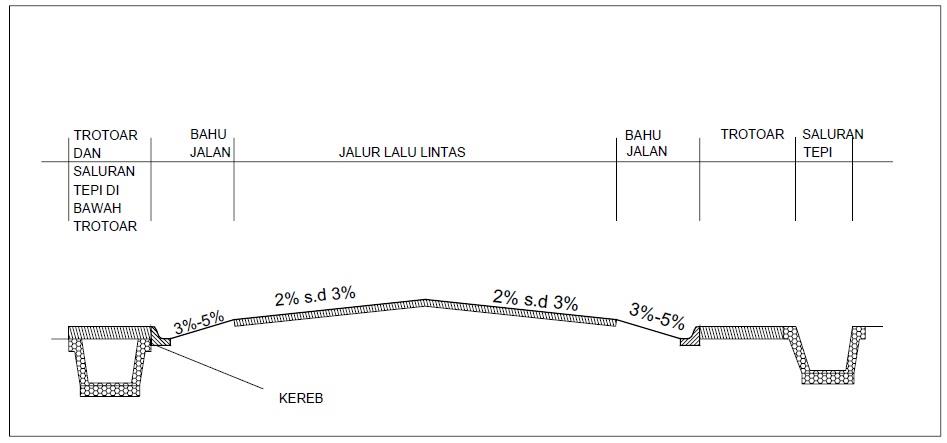 TROTOAR
DAN
SALURAN
TEPI DI
BAWAH
TROTOAR
BAHU
JALAN
JALUR LALU LINTAS
BAHU
JALAN
TROTOAR
SALURAN
TEPI
3%-5%
2% s.d 3%
2% s.d 3%
3%-5%
KEREB